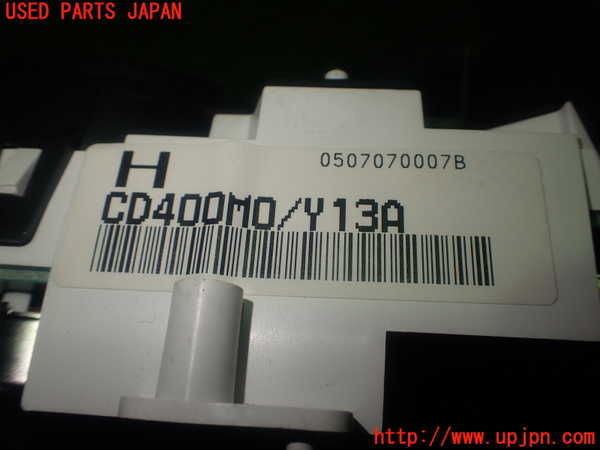 USED PARTS JAPAN
H
0507070007B
CD400M0/Y13A
http://www.upjpn.com